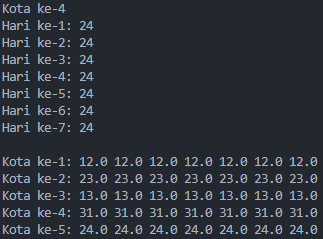 Kota ke-4
Hari ke-1: 24
Hari ke-2: 24
Hari ke-3: 24
Hari ke-4: 24
Hari ke-5: 24
Hari ke-6: 24
Hari ke-7: 24
Kota ke-1: 12.0 12.0 12.0 12.0 12.0 12.0 12.0
Kota ke-2: 23.0 23.0 23.0 23.0 23.0 23.0 23.0
Kota ke-3: 13.0 13.0 13.0 13.0 13.0 13.0 13.0
Kota ke-4: 31.0 31.0 31.0 31.0 31.0 31.0 31.0
Kota ke-5: 24.0 24.0 24.0 24.0 24.0 24.0 24.0